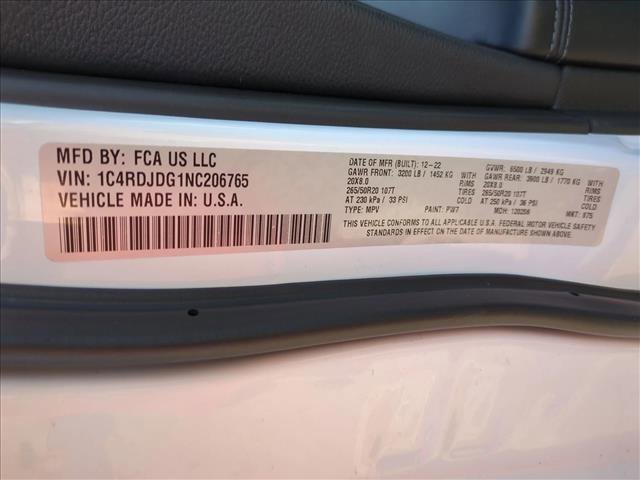 MFD BY: FCA US LLC
VIN: 1C4RDJDG1NC206765
VEHICLE MADE IN: U.S.A.
DATE OF MFR (BUILT): 12-22 GVWR: 6500 LB / 2949 KG
GAWR FRONT: 3200 LB / 1452 KG WITH GAWR REAR: 3900 LB / 1770 KG WITH
20X8.0 RIMS 20X8.0 RIMS
265/50R20 107T TIRES 265/50R20 107T TIRES
AT 230 kPa / 33 PSI COLD AT 250 kPa / 36 PSI COLD
TYPE: MPV PAINT: PW7 MDH: 120208 MKT: 875
THIS VEHICLE CONFORMS TO ALL APPLICABLE U.S.A. FEDERAL MOTOR VEHICLE SAFETY
STANDARDS IN EFFECT ON THE DATE OF MANUFACTURE SHOWN ABOVE